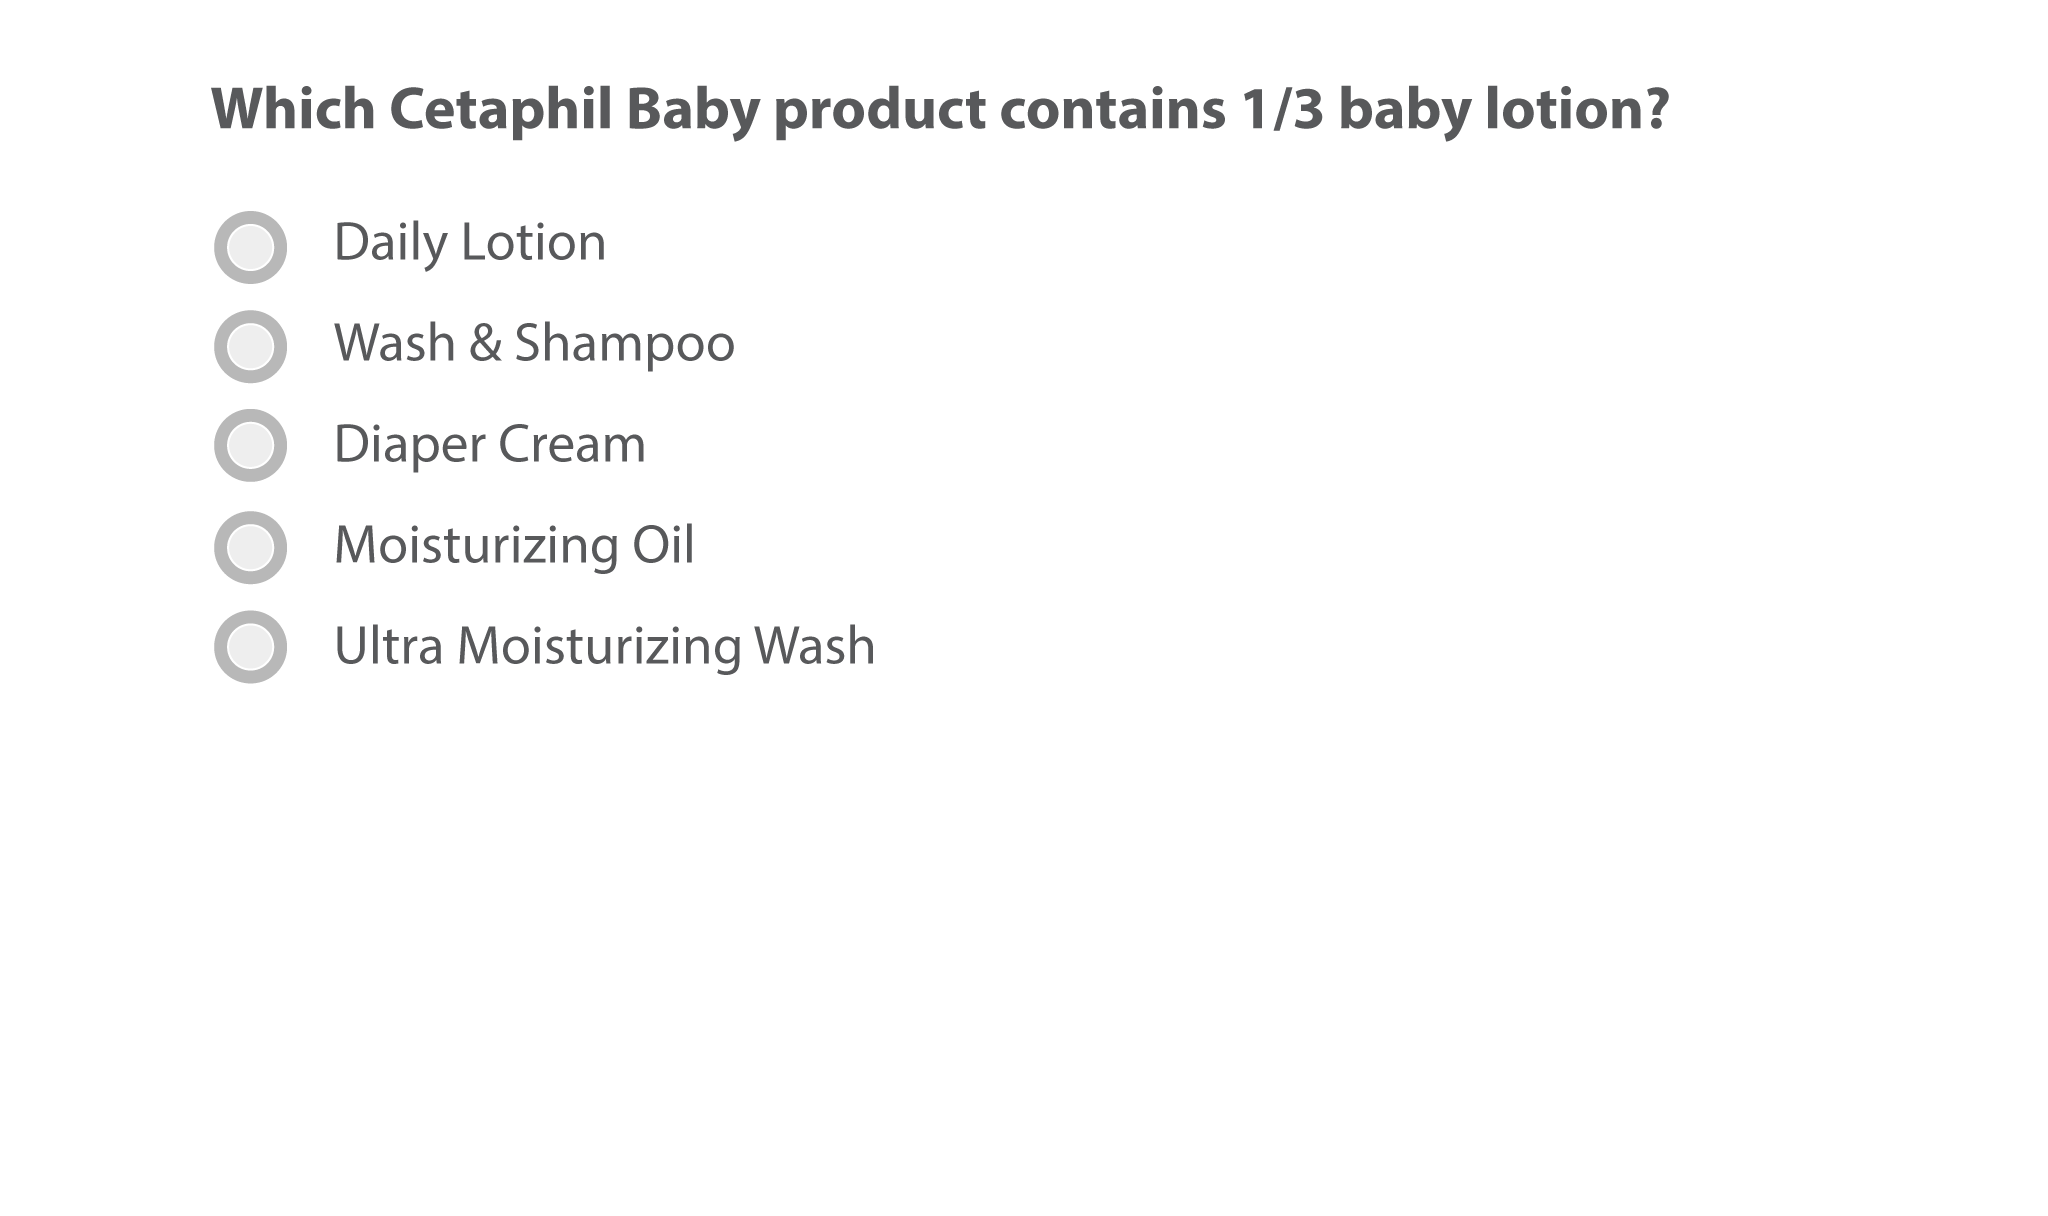 Which Cetaphil Baby product contains 1/3 baby lotion?
Daily Lotion
Wash & Shampoo
Diaper Cream
Moisturizing Oil
Ultra Moisturizing Wash